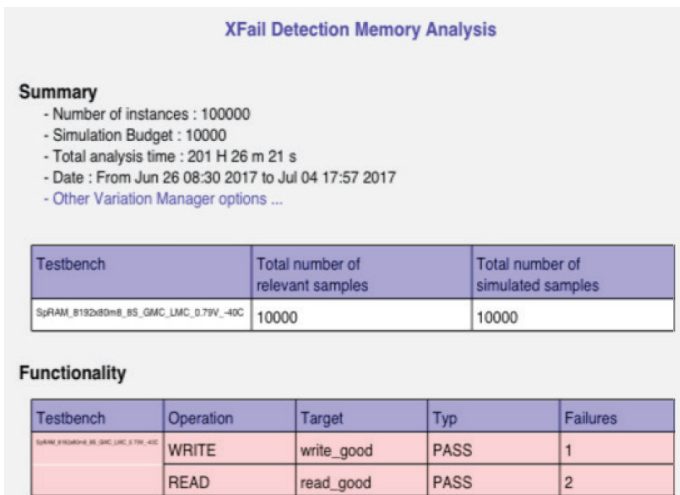 XFail Detection Memory Analysis
Summary
- Number of instances : 100000
- Simulation Budget : 10000
- Total analysis time : 201 H 26 m 21 s
- Date : From Jun 26 08:30 2017 to Jul 04 17:57 2017
- Other Variation Manager options ...
Testbench Total number of relevant samples Total number of simulated samples
SpRAM_8192x80m8_8S_GMC_LMC_0.79V_-40C 10000 10000
Functionality
Testbench Operation Target Typ Failures
SpRAM_8192x80m8_8S_GMC_LMC_0.79V_-40C WRITE write_good PASS 1
READ read_good PASS 2